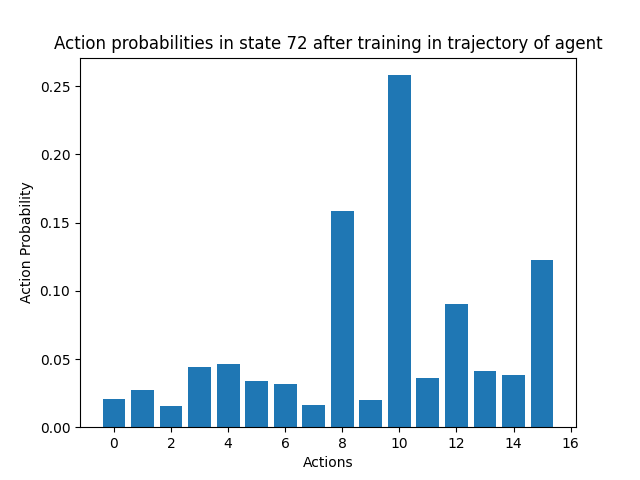 Action probabilities in state 72 after training in trajectory of agent
0.25
0.20
0.15
0.10
0.05
0.00
Action Probability
0 2 4 6 8 10 12 14 16
Actions